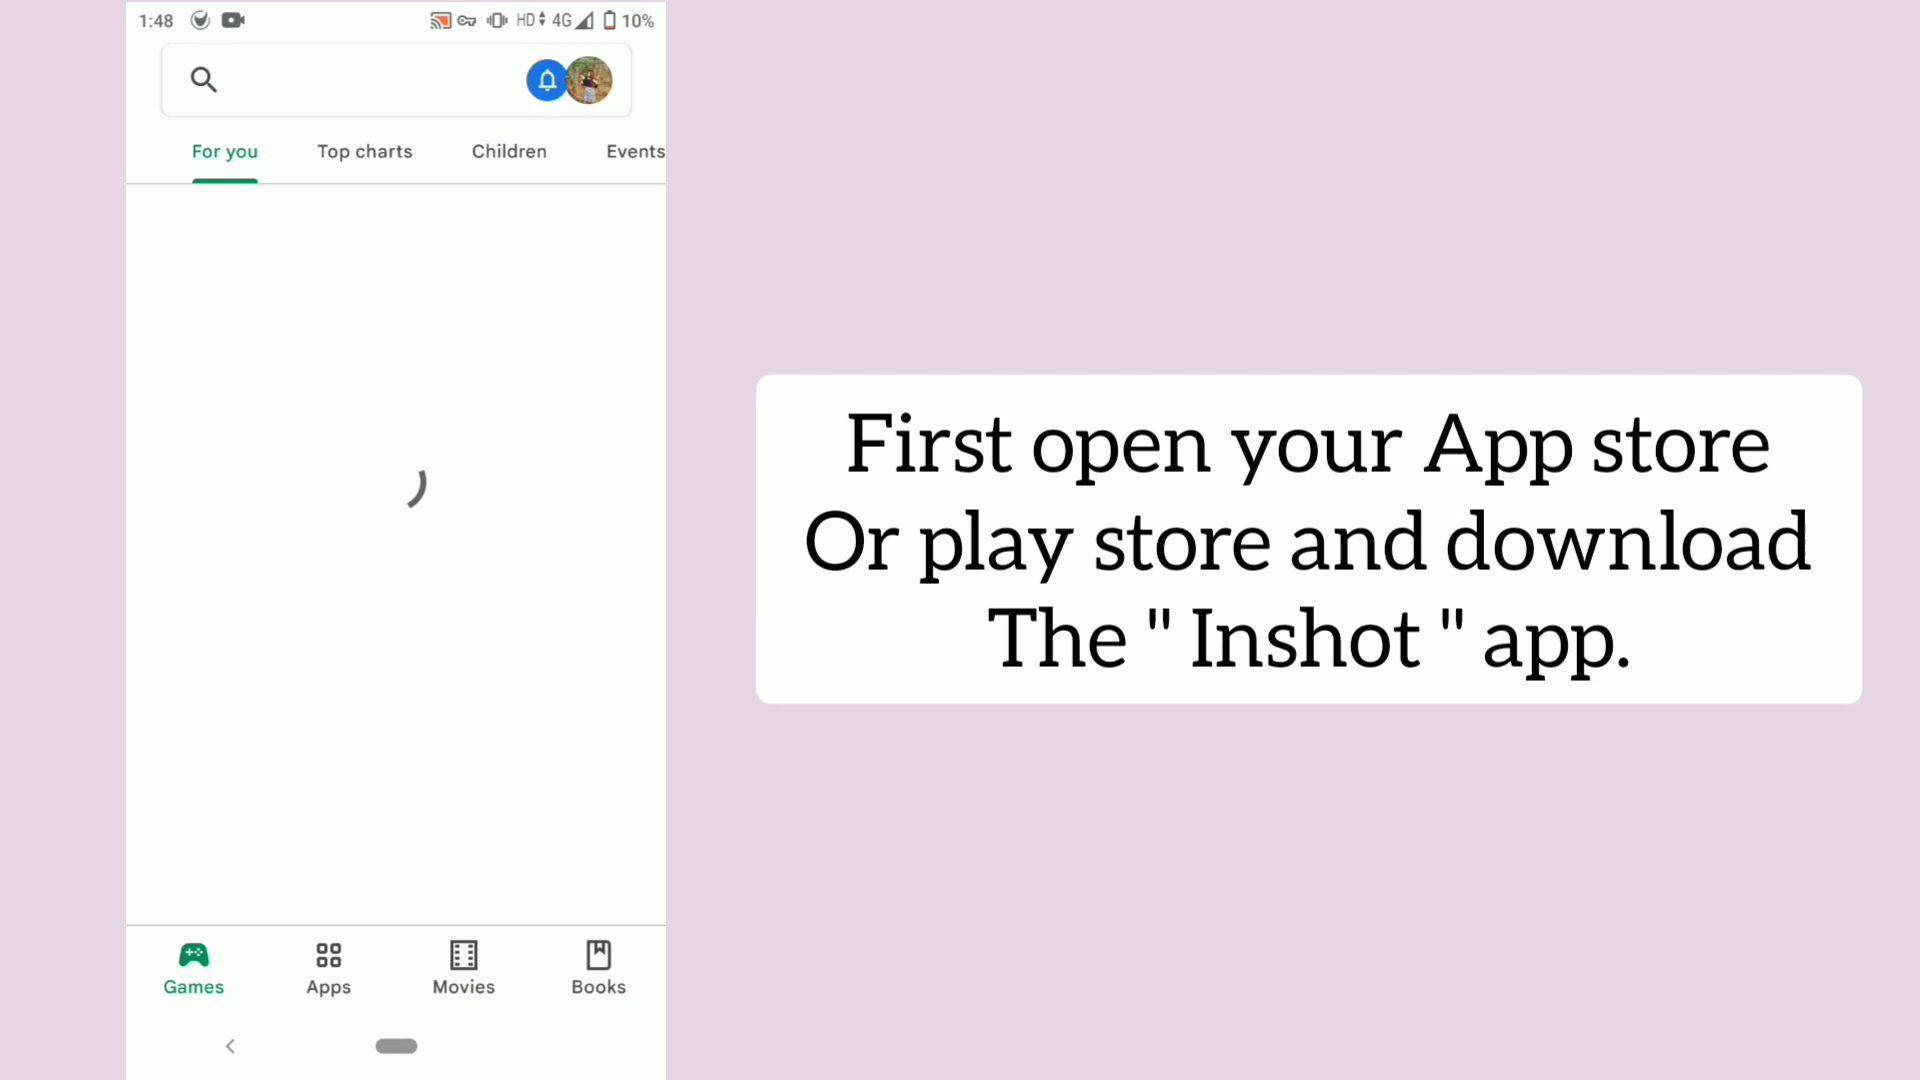 1:48 HD 4G 10%
For you Top charts Children Events
First open your App store
Or play store and download
The " Inshot " app.
Games Apps Movies Books